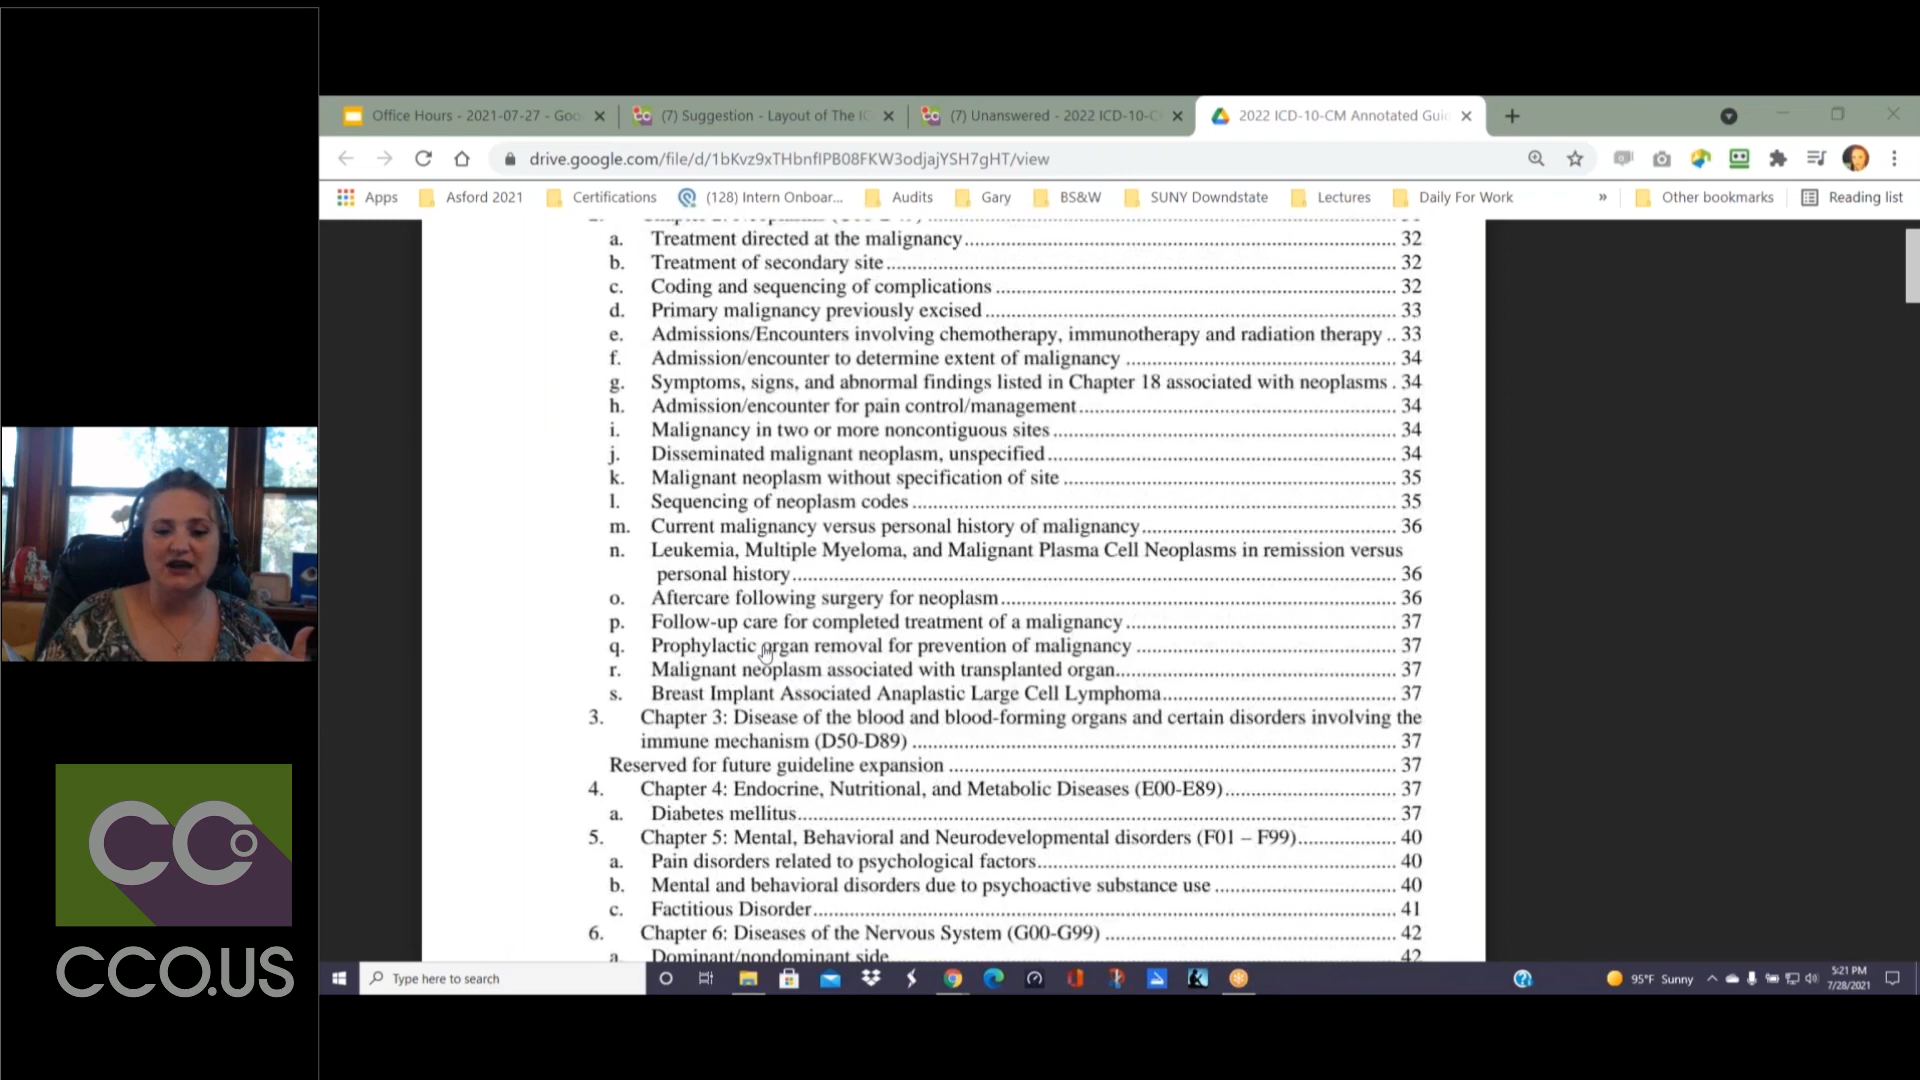 Office Hours - 2021-07-27 - Goo
(7) Suggestion - Layout of The IC
(7) Unanswered - 2022 ICD-10-C
2022 ICD-10-CM Annotated Gui
drive.google.com/file/d/1bKvz9xTHbnfIPB08FKW3odjajYSH7gHT/view
Apps
Asford 2021
Certifications
(128) Intern Onboar...
Audits
Gary
BS&W
SUNY Downstate
Lectures
Daily For Work
»
Other bookmarks
Reading list
a. Treatment directed at the malignancy 32
b. Treatment of secondary site 32
c. Coding and sequencing of complications 32
d. Primary malignancy previously excised 33
e. Admissions/Encounters involving chemotherapy, immunotherapy and radiation therapy .. 33
f. Admission/encounter to determine extent of malignancy 34
g. Symptoms, signs, and abnormal findings listed in Chapter 18 associated with neoplasms . 34
h. Admission/encounter for pain control/management 34
i. Malignancy in two or more noncontiguous sites 34
j. Disseminated malignant neoplasm, unspecified 34
k. Malignant neoplasm without specification of site 35
l. Sequencing of neoplasm codes 35
m. Current malignancy versus personal history of malignancy 36
n. Leukemia, Multiple Myeloma, and Malignant Plasma Cell Neoplasms in remission versus
personal history 36
o. Aftercare following surgery for neoplasm 36
p. Follow-up care for completed treatment of a malignancy 37
q. Prophylactic organ removal for prevention of malignancy 37
r. Malignant neoplasm associated with transplanted organ 37
s. Breast Implant Associated Anaplastic Large Cell Lymphoma 37
3. Chapter 3: Disease of the blood and blood-forming organs and certain disorders involving the
immune mechanism (D50-D89) 37
Reserved for future guideline expansion 37
4. Chapter 4: Endocrine, Nutritional, and Metabolic Diseases (E00-E89) 37
a. Diabetes mellitus 37
5. Chapter 5: Mental, Behavioral and Neurodevelopmental disorders (F01 – F99) 40
a. Pain disorders related to psychological factors 40
b. Mental and behavioral disorders due to psychoactive substance use 40
c. Factitious Disorder 41
6. Chapter 6: Diseases of the Nervous System (G00-G99) 42
a. Dominant/nondominant side 42
Type here to search
95°F Sunny
5:21 PM
7/28/2021
CCO
CCO.US